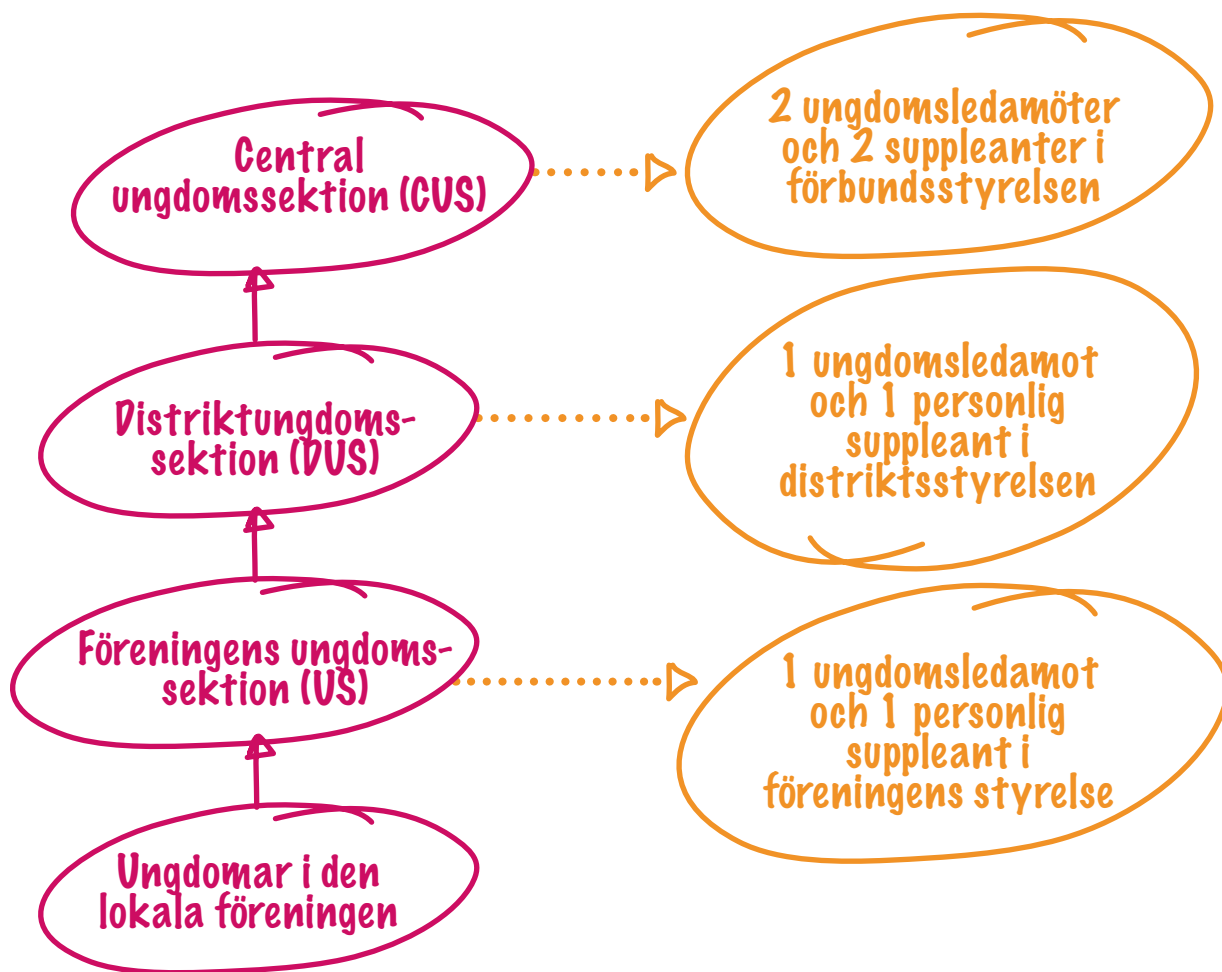 Central
ungdomssektion (CUS)
2 ungdomsledamöter
och 2 suppleanter i
förbundsstyrelsen
Distriktungdoms-
sektion (DUS)
1 ungdomsledamot
och 1 personlig
suppleant i
distriktsstyrelsen
Föreningens ungdoms-
sektion (US)
1 ungdomsledamot
och 1 personlig
suppleant i
föreningens styrelse
Ungdomar i den
lokala föreningen